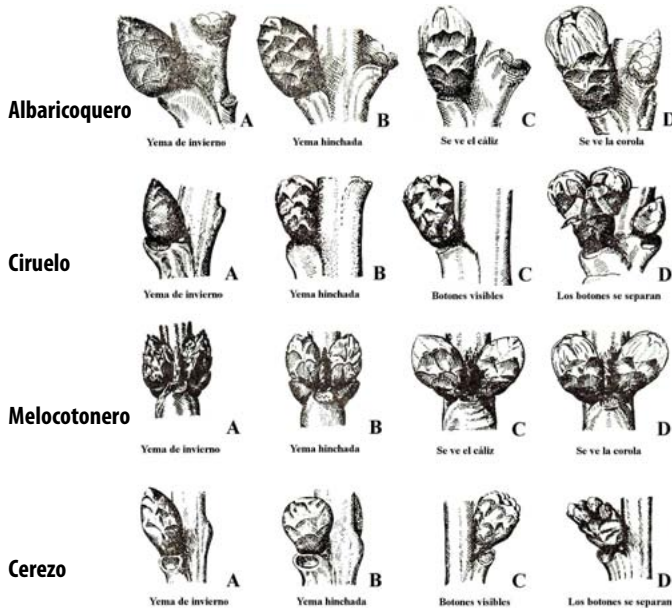 Albaricoquero
A B C D
Yema de invierno Yema hinchada Se ve el cáliz Se ve la corola
Ciruelo
A B C D
Yema de invierno Yema hinchada Botones visibles Los botones se separan
Melocotonero
A B C D
Yema de invierno Yema hinchada Se ve el cáliz Se ve la corola
Cerezo
A B C D
Yema de invierno Yema hinchada Botones visibles Los botones se separan